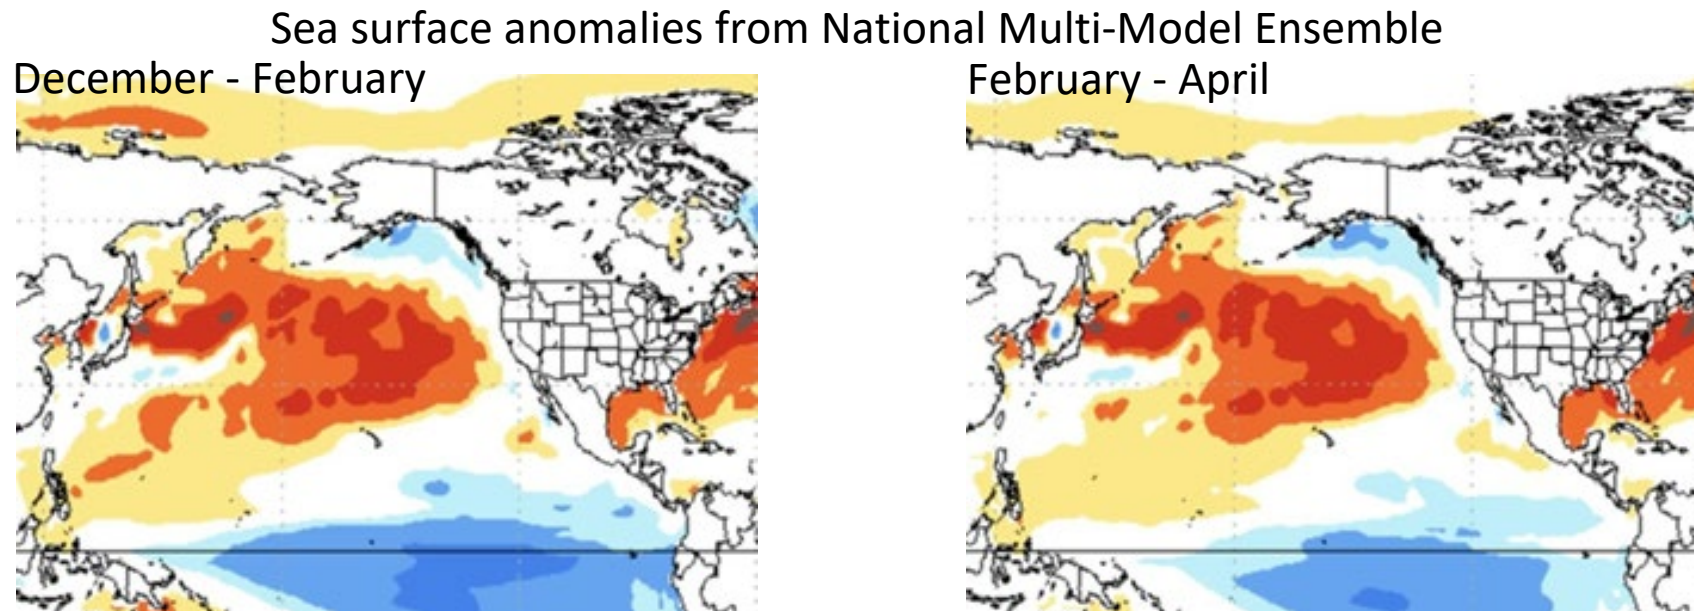 Sea surface anomalies from National Multi-Model Ensemble
December - February
February - April